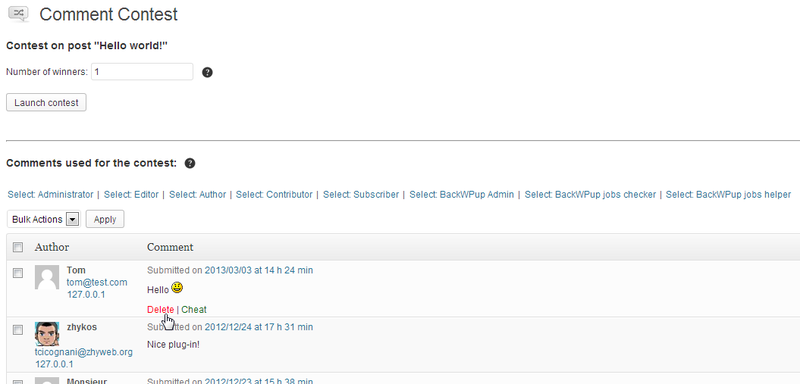 Comment Contest
Contest on post "Hello world!"
Number of winners: 1 ?
Launch contest
Comments used for the contest: ?
Select: Administrator | Select: Editor | Select: Author | Select: Contributor | Select: Subscriber | Select: BackWPup Admin | Select: BackWPup jobs checker | Select: BackWPup jobs helper
Bulk Actions Apply
Author Comment
Tom Submitted on 2013/03/03 at 14 h 24 min
tom@test.com
127.0.0.1 Hello
Delete | Cheat
zhykos Submitted on 2012/12/24 at 17 h 31 min
Nice plug-in!
tcicognani@zhyweb.org
127.0.0.1
Monsieur Submitted on 2012/12/23 at 15 h 38 min